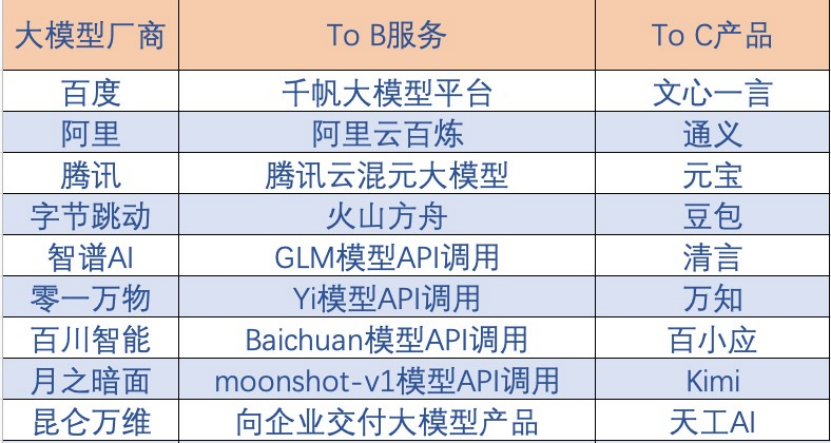 大模型厂商 To B服务 To C产品
百度 千帆大模型平台 文心一言
阿里 阿里云百炼 通义
腾讯 腾讯云混元大模型 元宝
字节跳动 火山方舟 豆包
智谱AI GLM模型API调用 清言
零一万物 Yi模型API调用 万知
百川智能 Baichuan模型API调用 百小应
月之暗面 moonshot-v1模型API调用 Kimi
昆仑万维 向企业交付大模型产品 天工AI